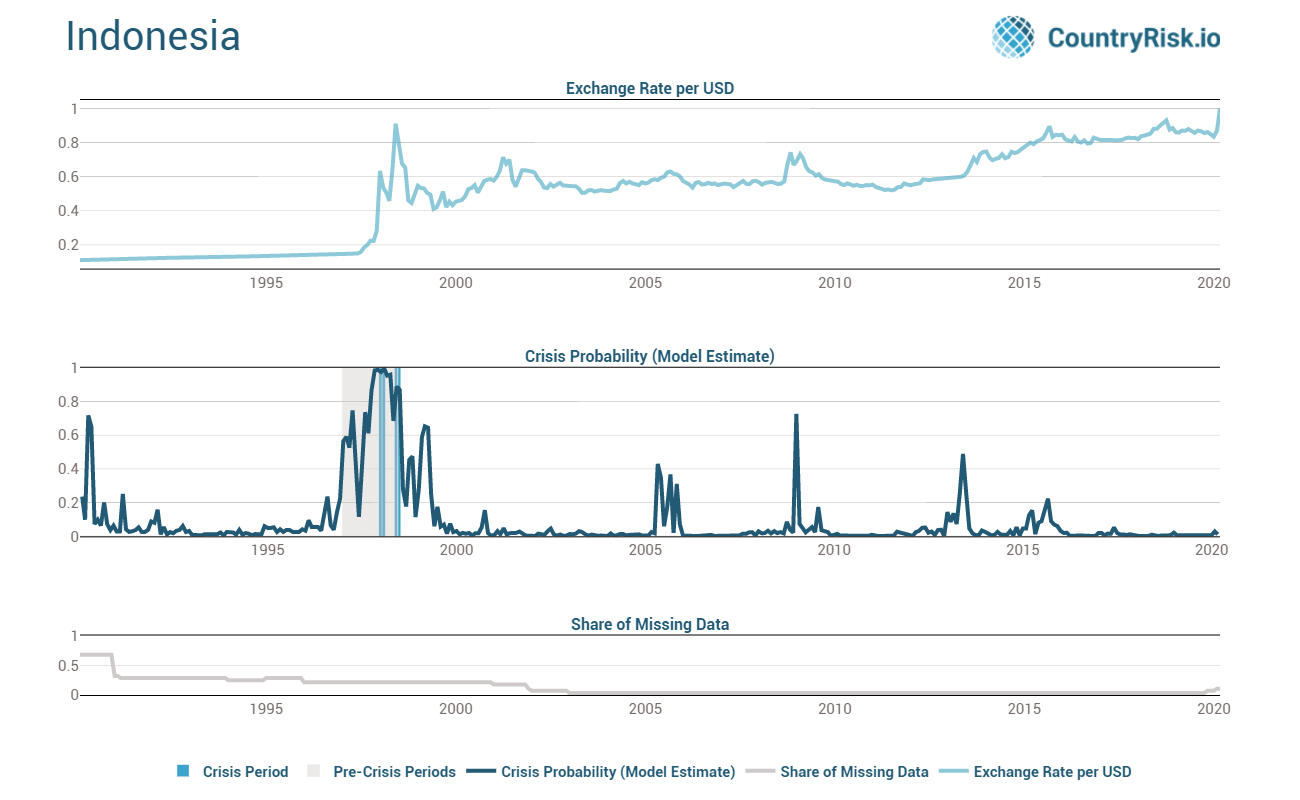 Indonesia
CountryRisk.io
Exchange Rate per USD
1
0.8
0.6
0.4
0.2
1995 2000 2005 2010 2015 2020
Crisis Probability (Model Estimate)
1
0.8
0.6
0.4
0.2
0
1995 2000 2005 2010 2015 2020
Share of Missing Data
1
0.5
0
1995 2000 2005 2010 2015 2020
Crisis Period Pre-Crisis Periods Crisis Probability (Model Estimate) Share of Missing Data Exchange Rate per USD